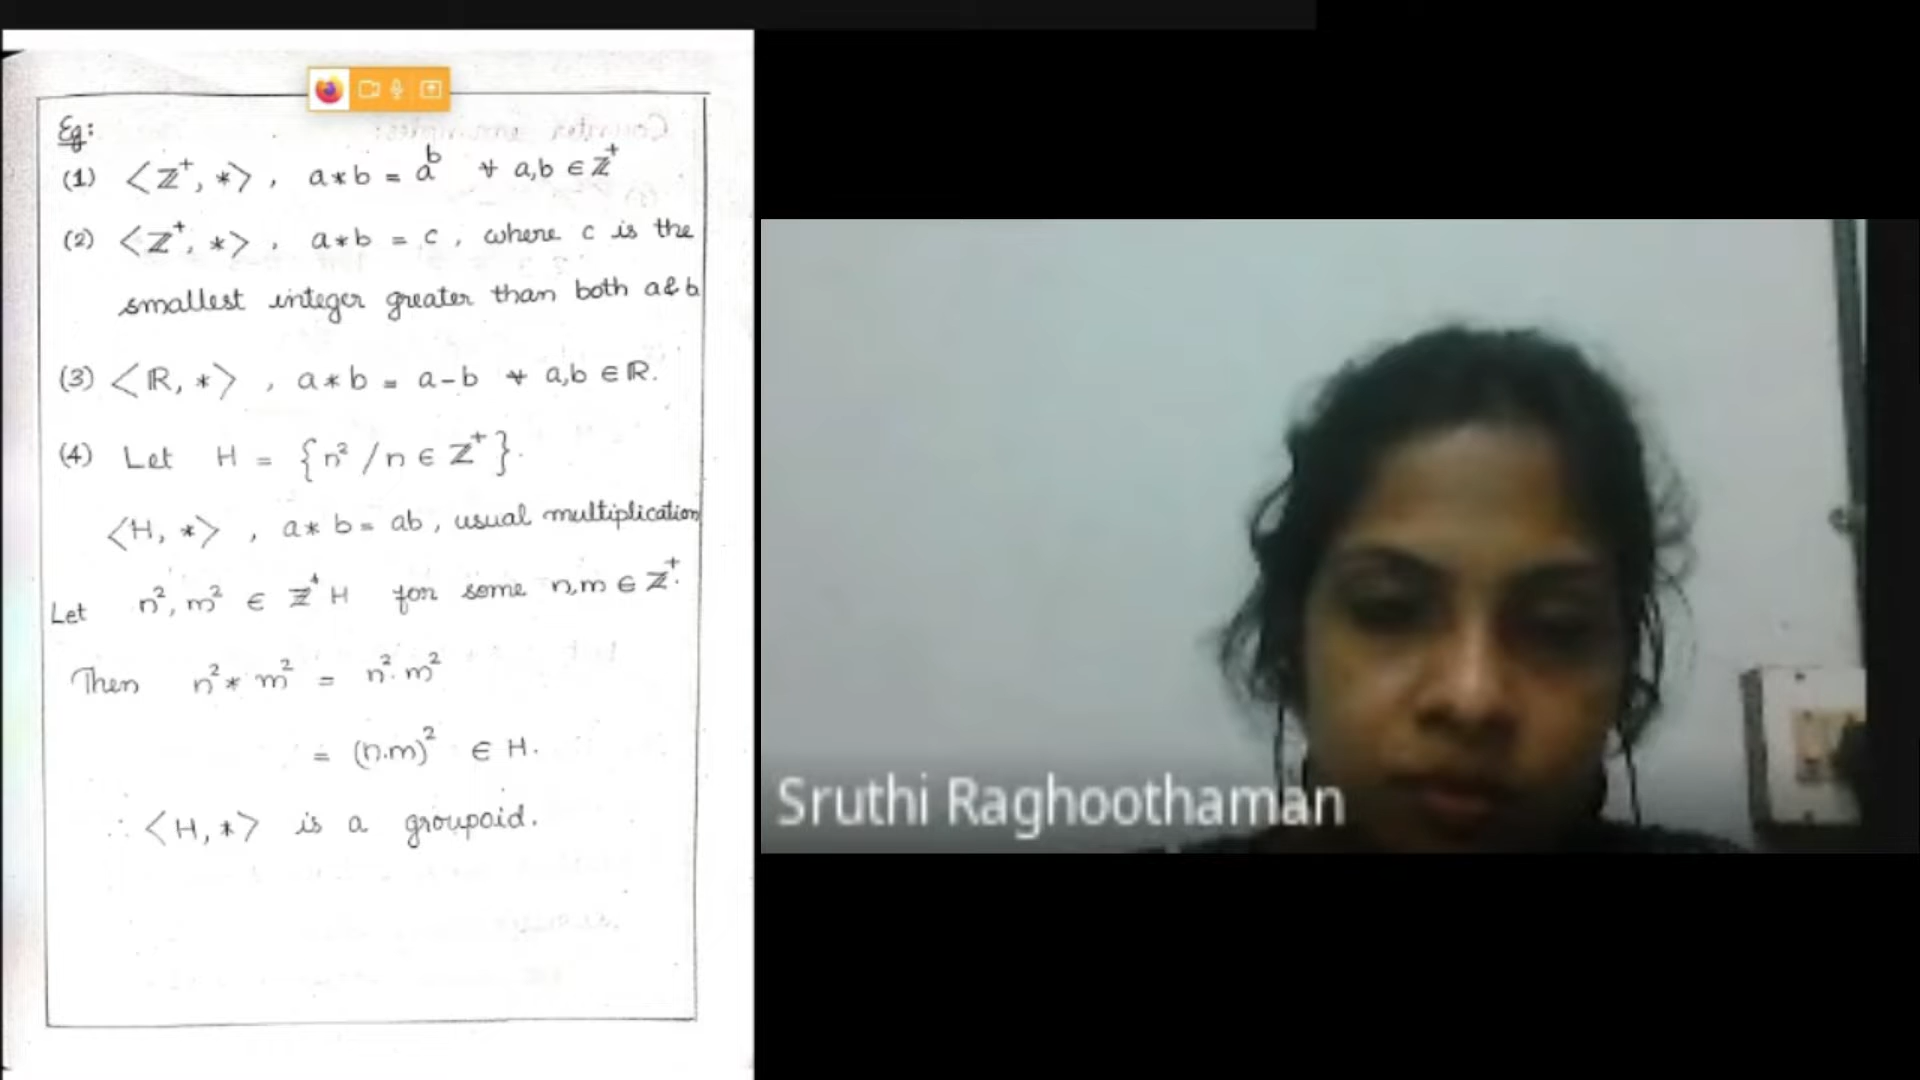 Eg:
(1) <ℤ⁺, *>, a*b = aᵇ ∀ a,b ∈ ℤ⁺
(2) <ℤ⁺, *>, a*b = c, where c is the
smallest integer greater than both a & b
(3) <ℝ, *>, a*b = a-b ∀ a,b ∈ ℝ.
(4) Let H = {n² / n ∈ ℤ⁺}.
<H, *>, a*b = ab, usual multiplication
Let n², m² ∈ ℤ⁺ H for some n,m ∈ ℤ⁺.
Then n² * m² = n².m²
= (n.m)² ∈ H.
∴ <H, *> is a groupoid.
Sruthi Raghoothaman